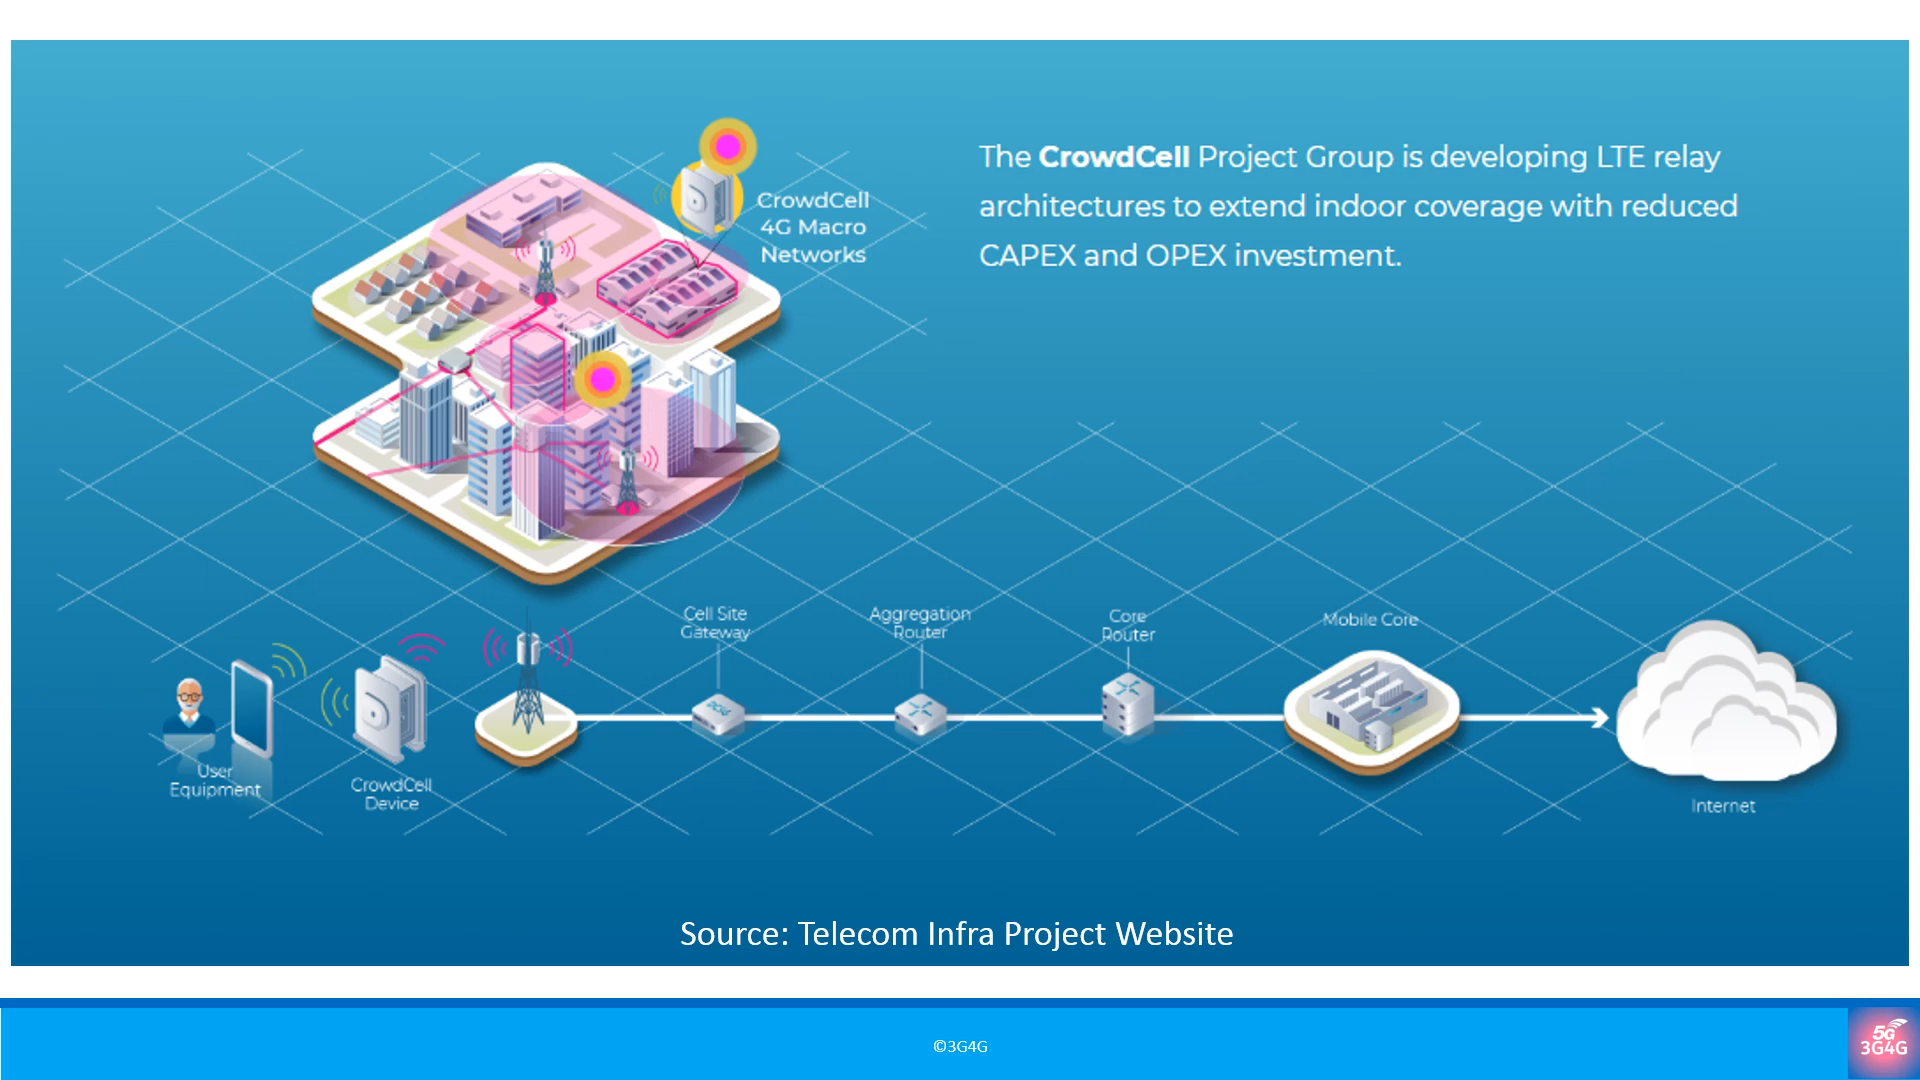 The CrowdCell Project Group is developing LTE relay
architectures to extend indoor coverage with reduced
CAPEX and OPEX investment.
CrowdCell
4G Macro
Networks
Cell Site
Gateway
Aggregation
Router
Core
Router
Mobile Core
User
Equipment
CrowdCell
Device
Internet
Source: Telecom Infra Project Website
©3G4G
5G
3G4G